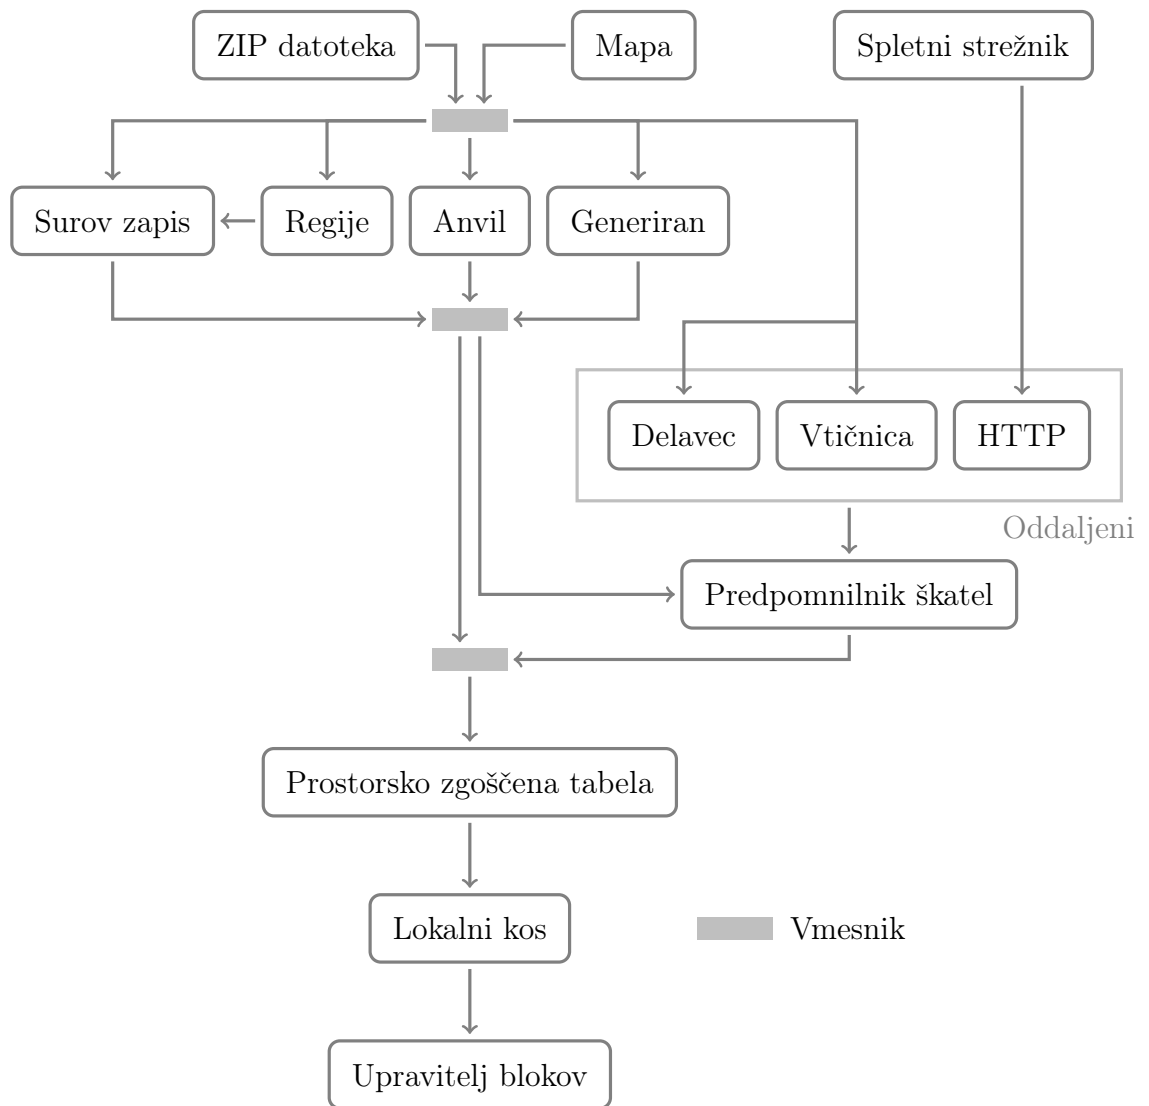 ZIP datoteka
Mapa
Spletni strežnik
Surov zapis
Regije
Anvil
Generiran
Delavec
Vtičnica
HTTP
Oddaljeni
Predpomnilnik škatel
Prostorsko zgoščena tabela
Lokalni kos
Vmesnik
Upravitelj blokov